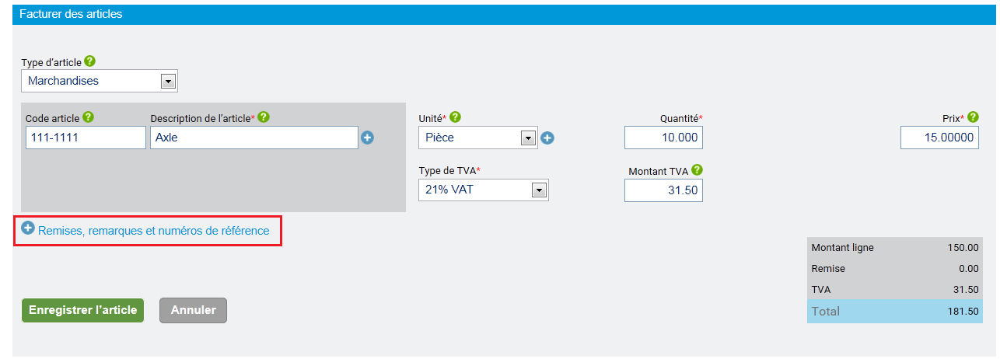 Facturer des articles
Type d'article ?
Marchandises
Code article ? Description de l'article* ? Unité* ? Quantité* Prix* ?
111-1111 Axle Pièce 10.000 15.00000
Type de TVA* Montant TVA ?
21% VAT 31.50
Remises, remarques et numéros de référence
Montant ligne 150.00
Remise 0.00
TVA 31.50
Total 181.50
Enregistrer l'article Annuler